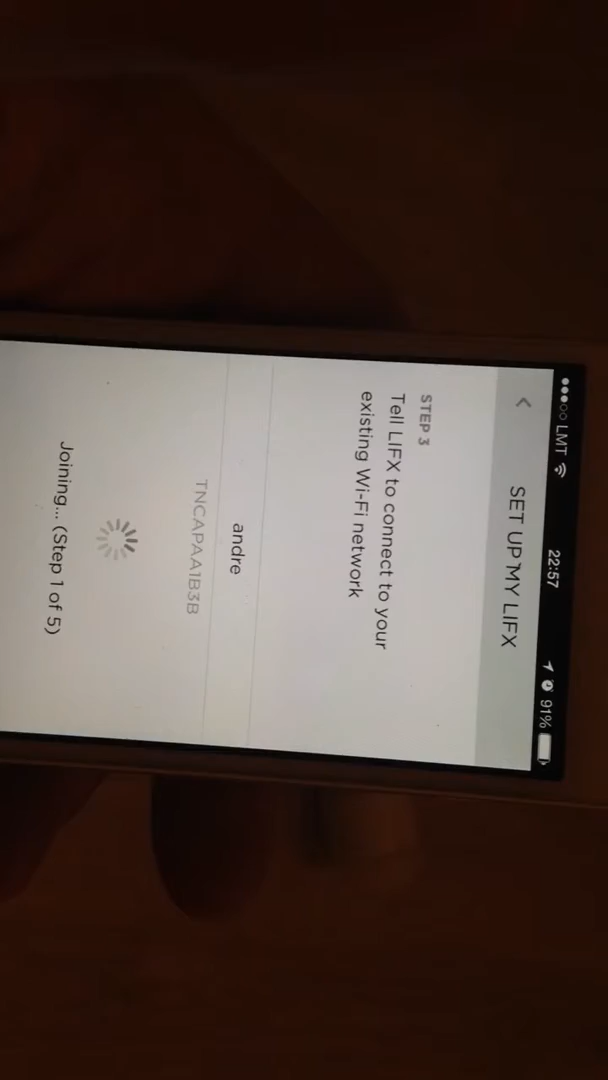 LMT 22:57 91%
SET UP MY LIFX
STEP 3
Tell LIFX to connect to your
existing Wi-Fi network
andre
TNCAPAA1B3B
Joining... (Step 1 of 5)